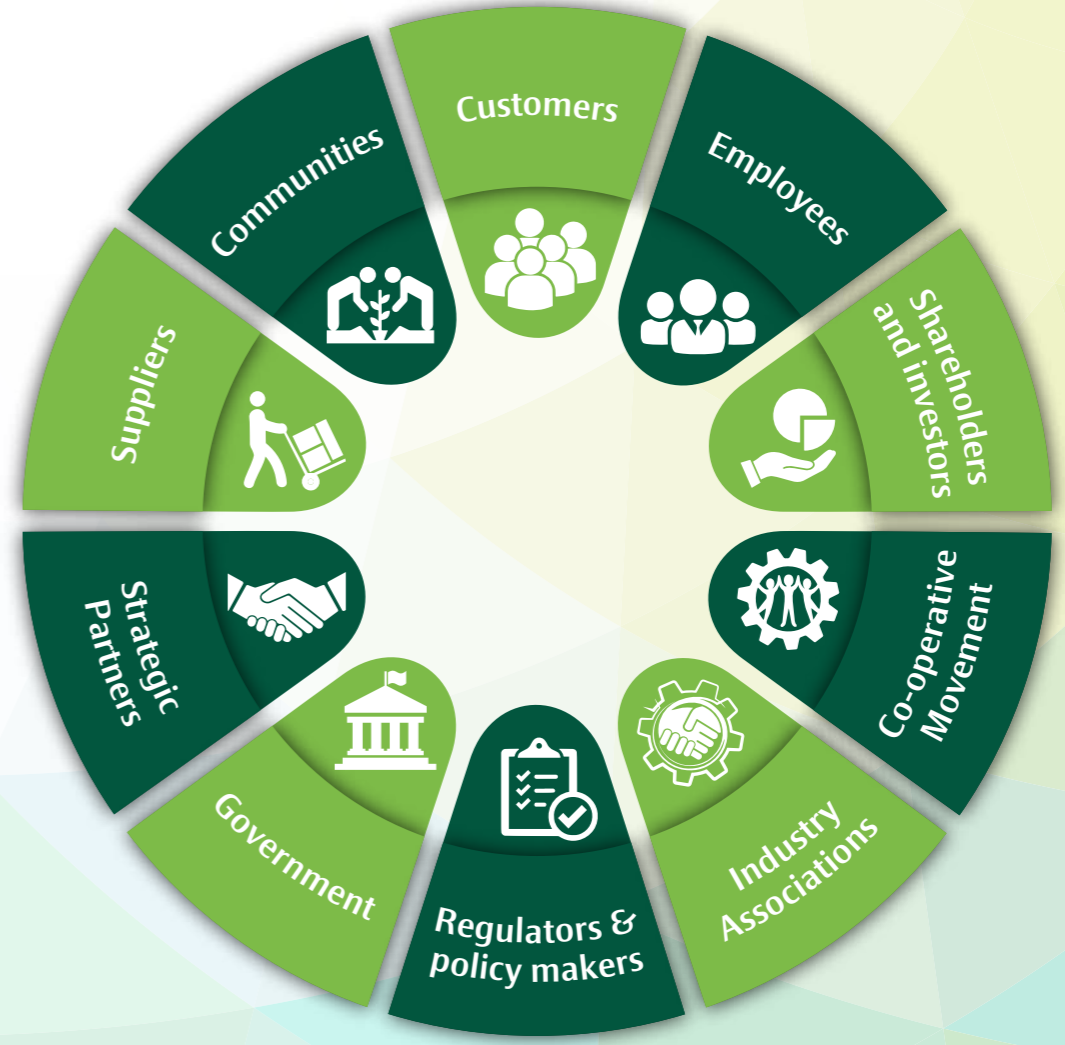 Customers
Employees
Shareholders
and investors
Co-operative
Movement
Industry
Associations
Regulators &
policy makers
Government
Strategic
Partners
Suppliers
Communities